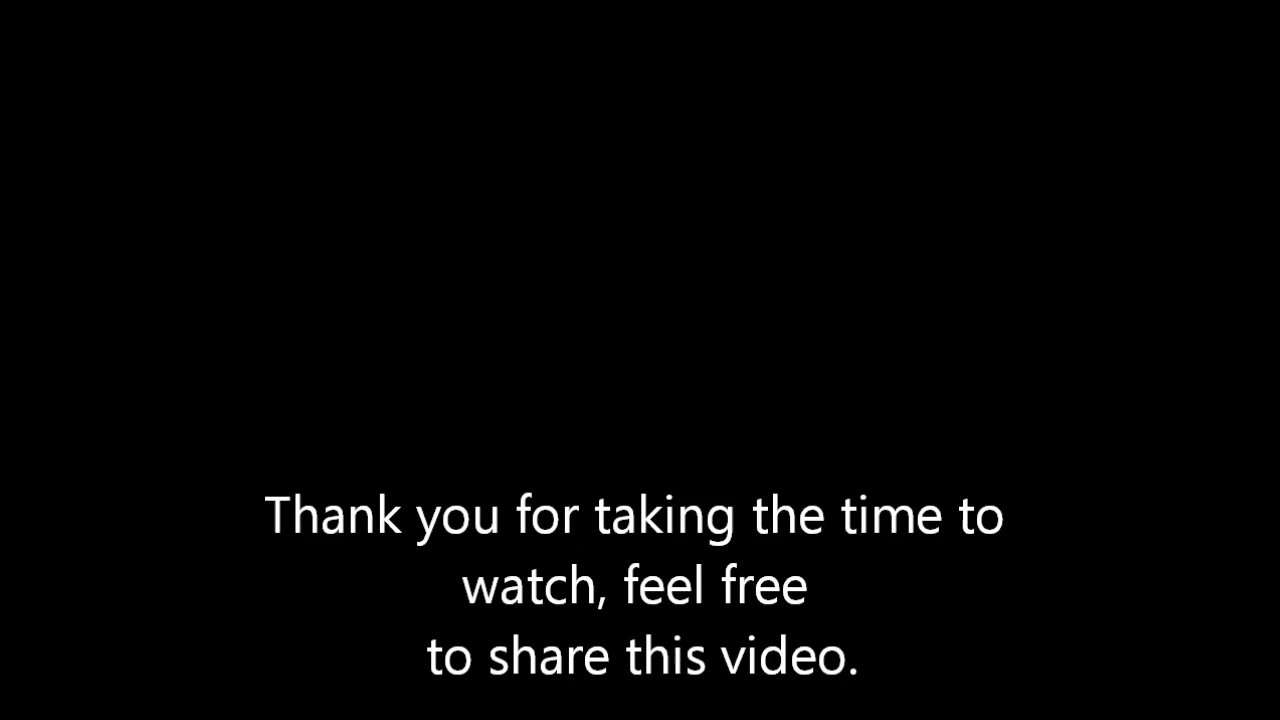 Thank you for taking the time to
watch, feel free
to share this video.